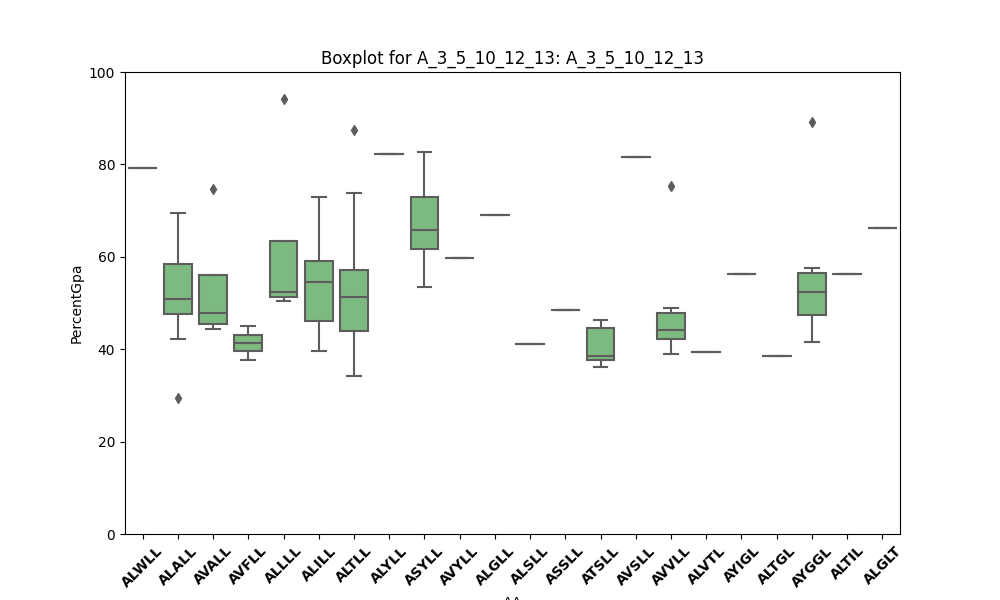 Boxplot for A_3_5_10_12_13: A_3_5_10_12_13
PercentGpa
100
80
60
40
20
0
ALWLL ALALL AVALL AVFLL ALLLL ALILL ALTLL ALYLL ASYLL AVYLL ALGLL ALSLL ASSLL ATSLL AVSLL AVVLL ALVTL AYIGL ALTGL AYGGL ALTIL ALGLT